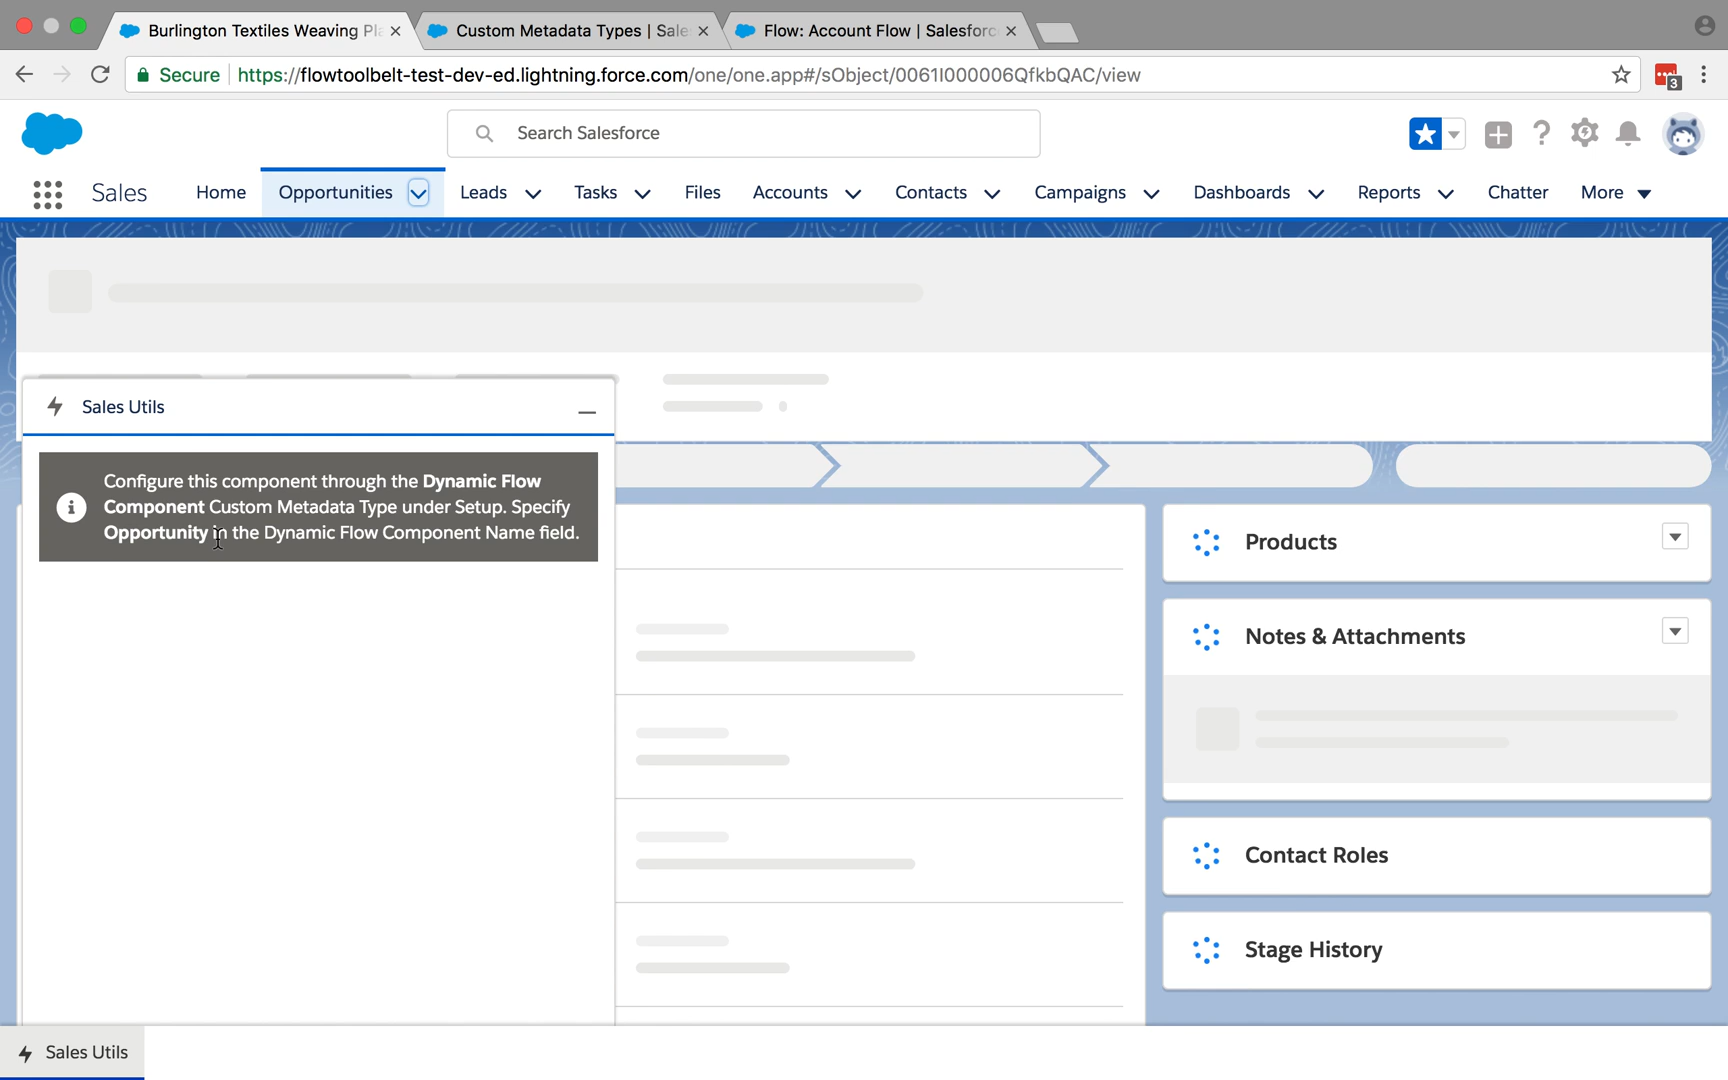 Burlington Textiles Weaving Pl
Custom Metadata Types | Sale
Flow: Account Flow | Salesforc
Secure
https://flowtoolbelt-test-dev-ed.lightning.force.com/one/one.app#/sObject/0061I000006QfkbQAC/view
3
Search Salesforce
Sales
Home
Opportunities
Leads
Tasks
Files
Accounts
Contacts
Campaigns
Dashboards
Reports
Chatter
More
Sales Utils
Configure this component through the Dynamic Flow
Component Custom Metadata Type under Setup. Specify
Opportunity in the Dynamic Flow Component Name field.
Products
Notes & Attachments
Contact Roles
Stage History
Sales Utils